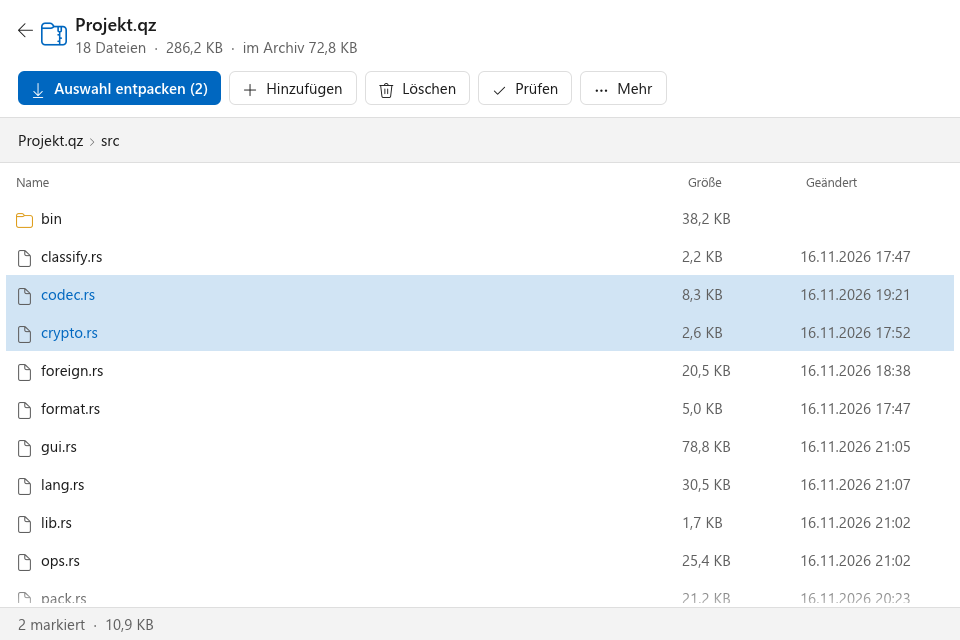 Projekt.qz
18 Dateien · 286,2 KB · im Archiv 72,8 KB
Auswahl entpacken (2) Hinzufügen Löschen Prüfen ... Mehr
Projekt.qz > src
Name Größe Geändert
bin 38,2 KB
classify.rs 2,2 KB 16.11.2026 17:47
codec.rs 8,3 KB 16.11.2026 19:21
crypto.rs 2,6 KB 16.11.2026 17:52
foreign.rs 20,5 KB 16.11.2026 18:38
format.rs 5,0 KB 16.11.2026 17:47
gui.rs 78,8 KB 16.11.2026 21:05
lang.rs 30,5 KB 16.11.2026 21:07
lib.rs 1,7 KB 16.11.2026 21:02
ops.rs 25,4 KB 16.11.2026 21:02
pack.rs 21,2 KB 16.11.2026 20:23
2 markiert · 10,9 KB